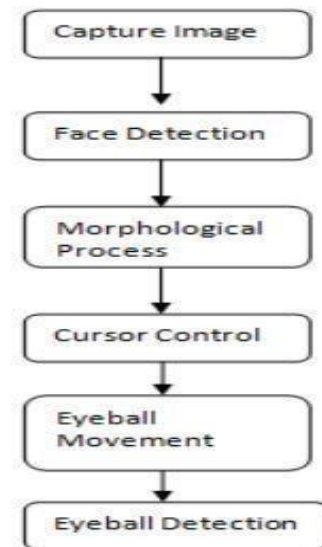 Capture Image
Face Detection
Morphological
Process
Cursor Control
Eyeball
Movement
Eyeball Detection